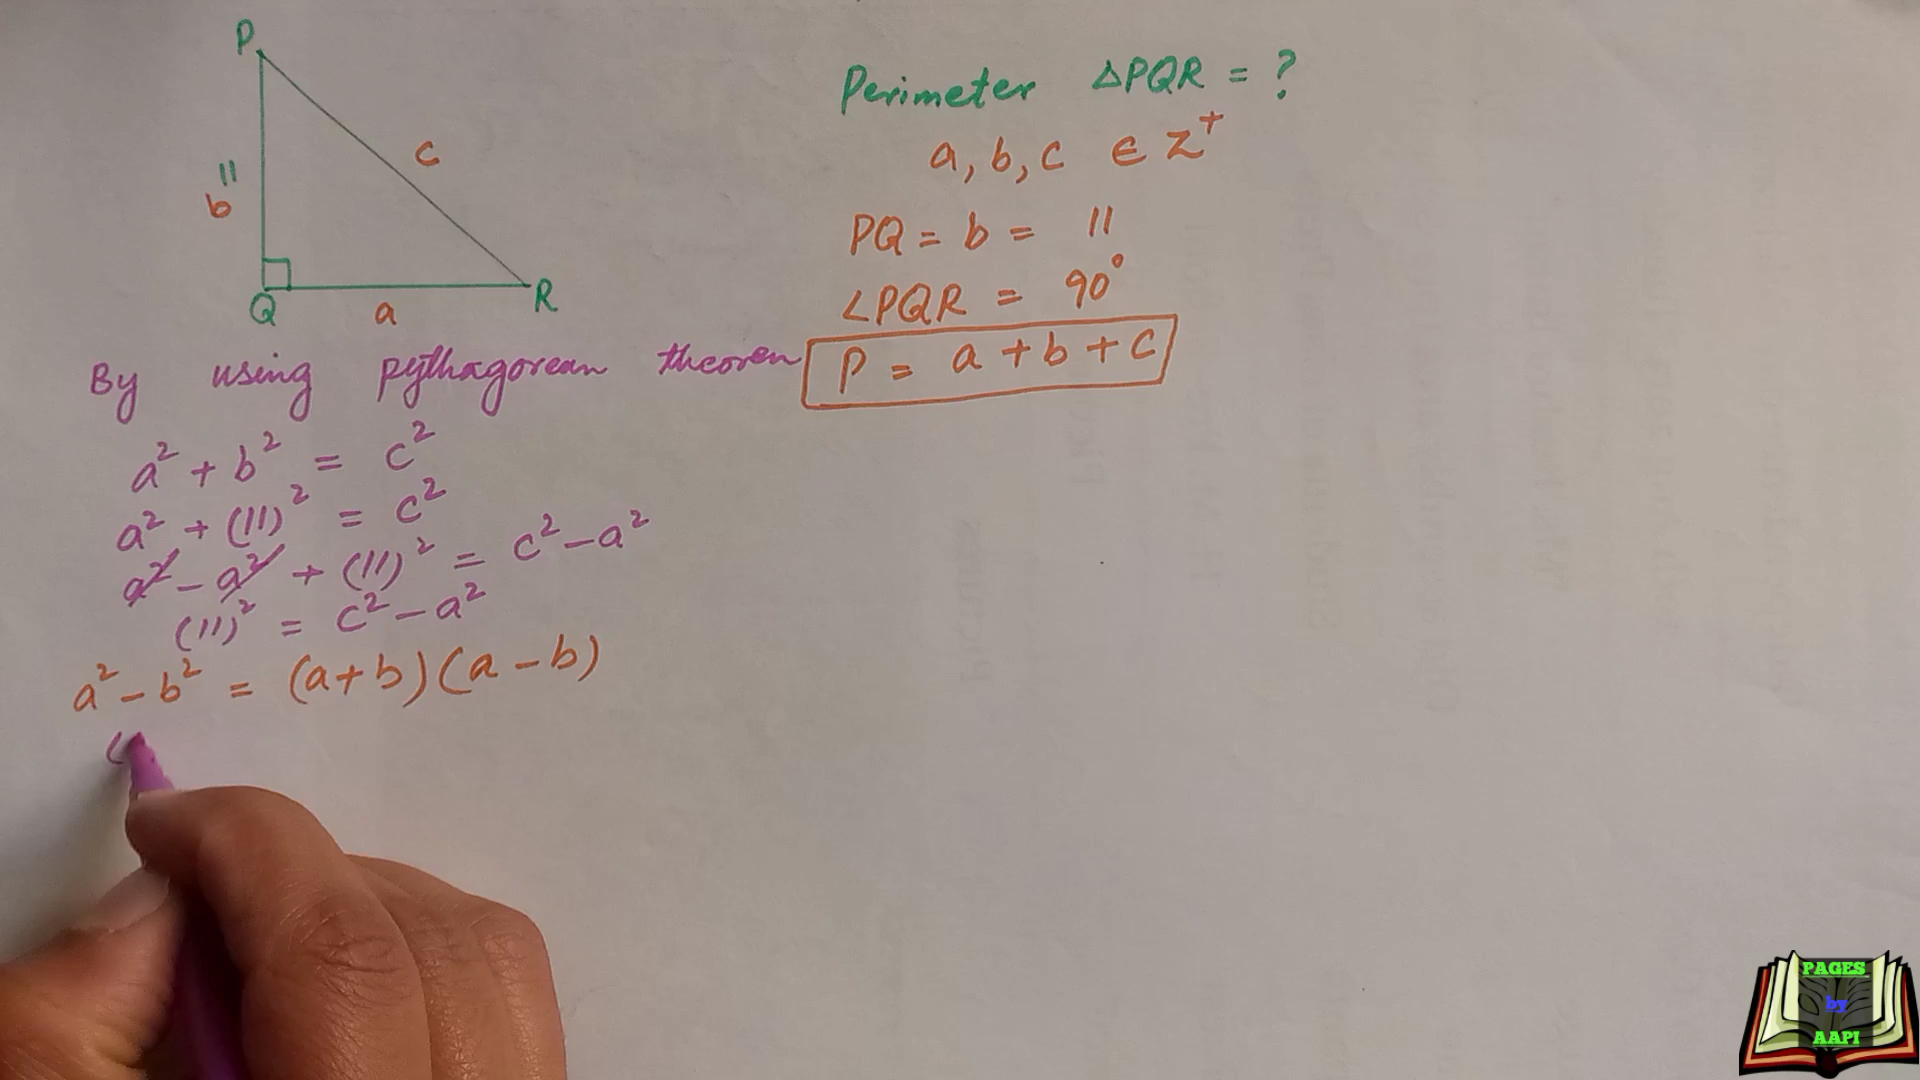 P
c
11
b
Q
a
R
Perimeter △PQR = ?
a, b, c ∈ Z⁺
PQ = b = 11
∠PQR = 90°
P = a + b + c
By using pythagorean theorem
a² + b² = c²
a² + (11)² = c²
a² - a² + (11)² = c² - a²
(11)² = c² - a²
a² - b² = (a+b)(a-b)
(
PAGES
by
AAPI